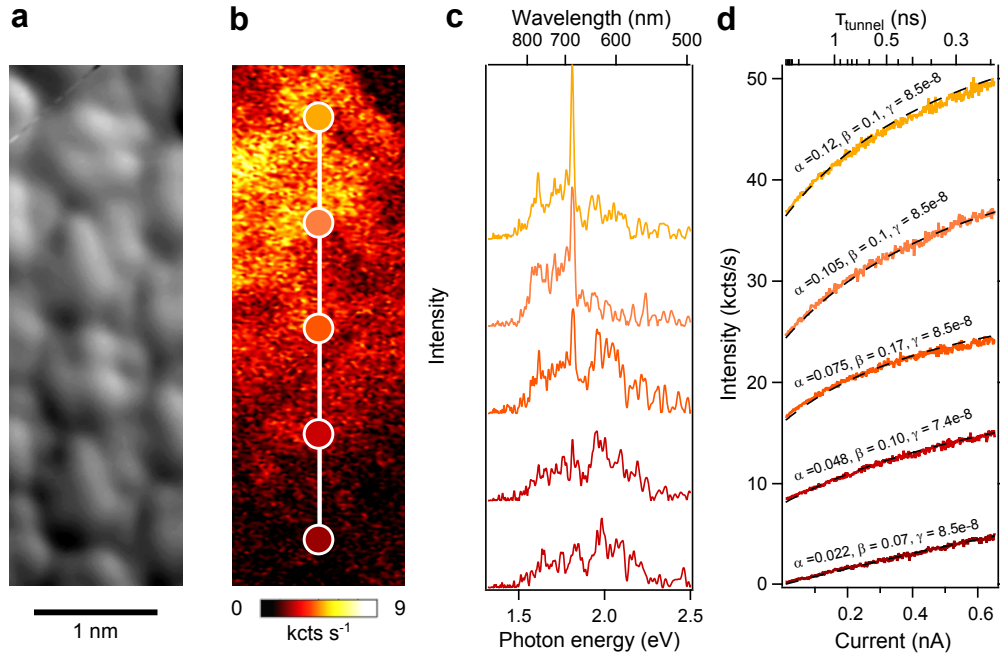 a
1 nm
b
0 9
kcts s⁻¹
c
Wavelength (nm)
800 700 600 500
Intensity
1.5 2.0 2.5
Photon energy (eV)
d
τtunnel (ns)
1 0.5 0.3
50
40
30
20
10
0
Intensity (kcts/s)
α =0.12, β = 0.1, γ = 8.5e-8
α =0.105, β = 0.1, γ = 8.5e-8
α =0.075, β = 0.17, γ = 8.5e-8
α =0.048, β = 0.10, γ = 7.4e-8
α =0.022, β = 0.07, γ = 8.5e-8
0.2 0.4 0.6
Current (nA)